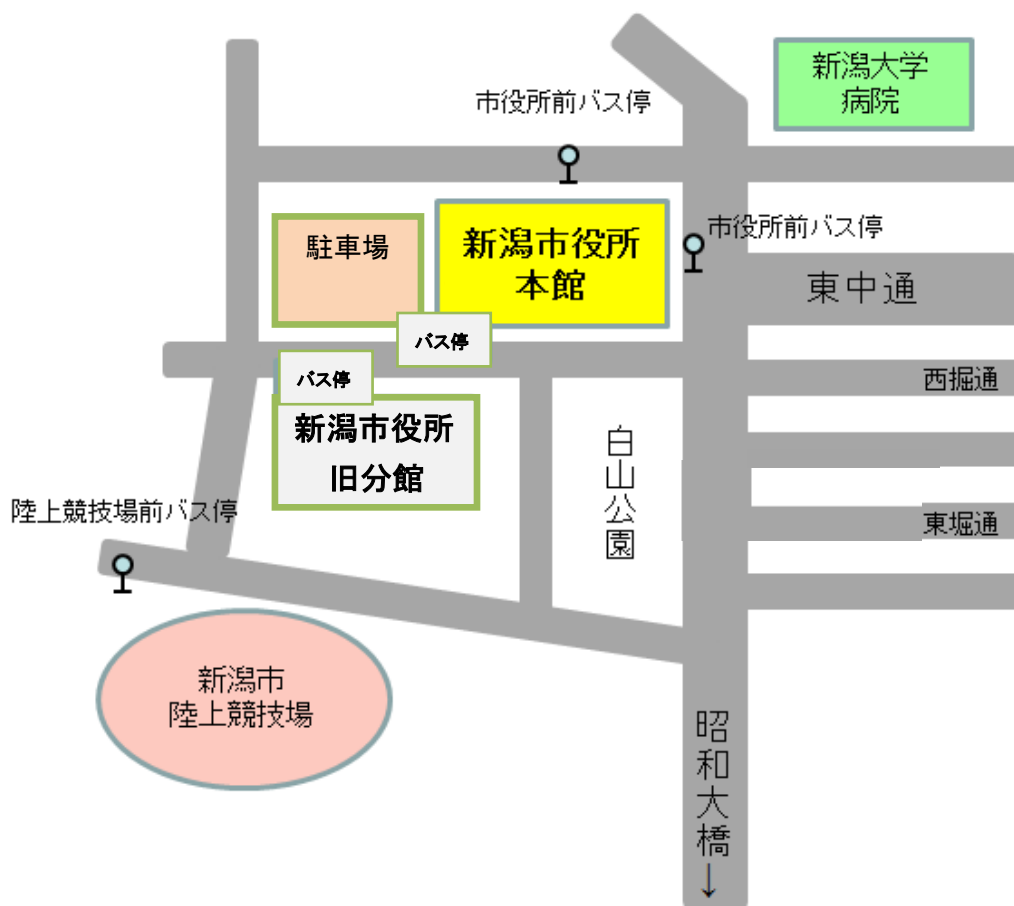 新潟大学
病院
市役所前バス停
市役所前バス停
駐車場
新潟市役所
本館
東中通
バス停
バス停
西堀通
新潟市役所
旧分館
白山公園
陸上競技場前バス停
東堀通
新潟市
陸上競技場
昭和大橋
↓